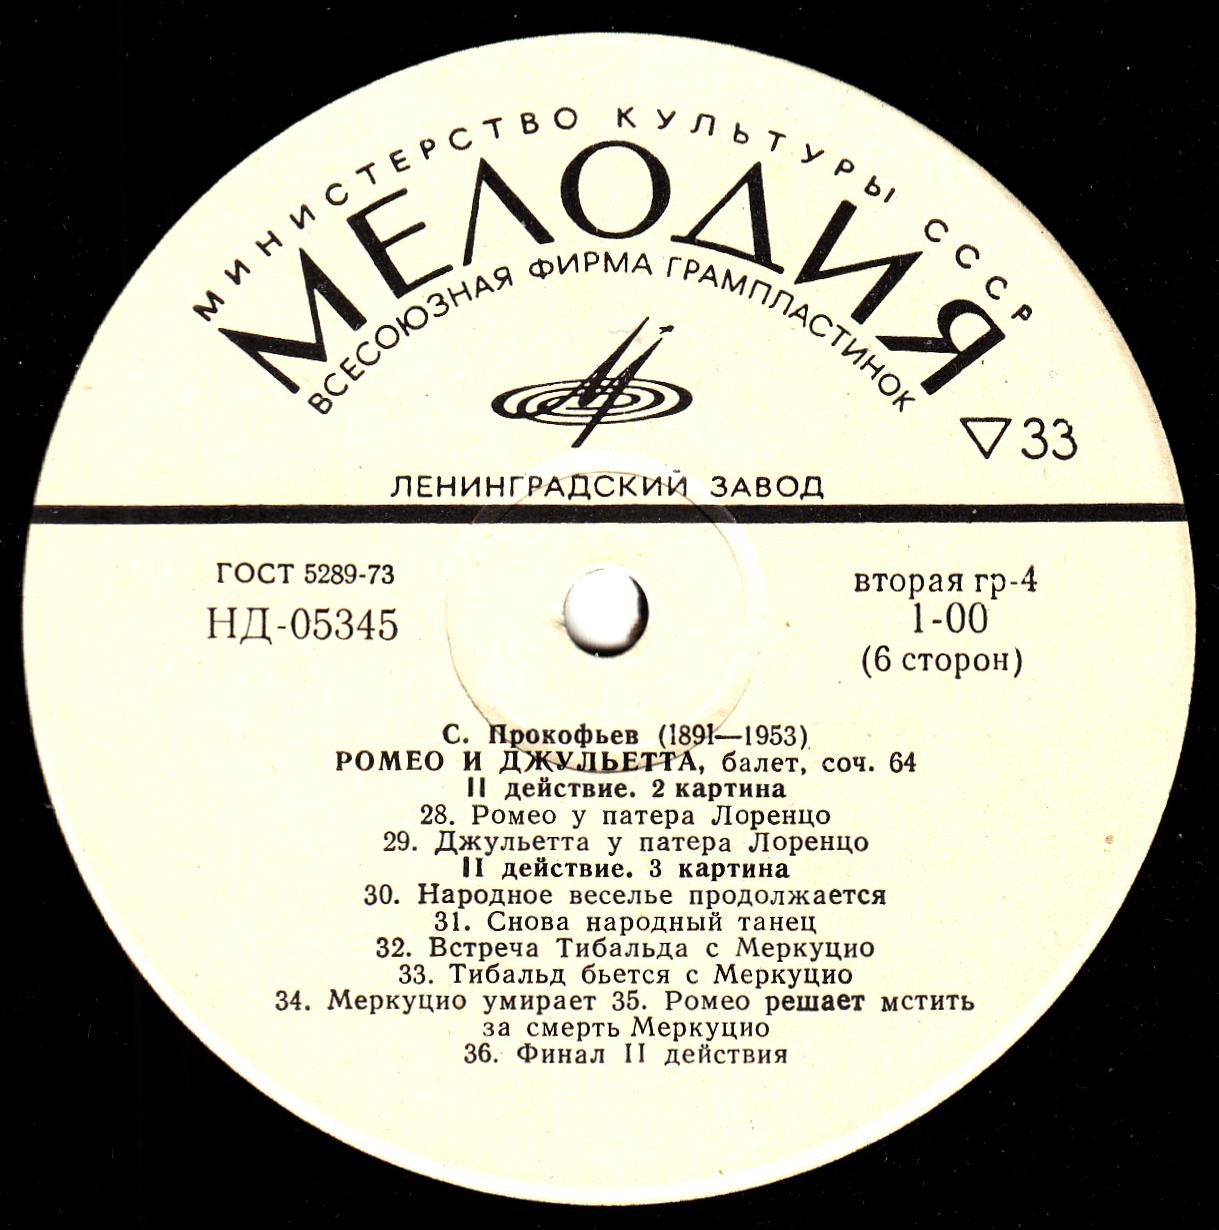 МИНИСТЕРСТВО КУЛЬТУРЫ СССР
МЕЛОДИЯ
ВСЕСОЮЗНАЯ ФИРМА ГРАМПЛАСТИНОК
33
ЛЕНИНГРАДСКИЙ ЗАВОД
ГОСТ 5289-73
НД-05345
вторая гр-4
1-00
(6 сторон)
С. Прокофьев (1891—1953)
РОМЕО И ДЖУЛЬЕТТА, балет, соч. 64
II действие. 2 картина
28. Ромео у патера Лоренцо
29. Джульетта у патера Лоренцо
II действие. 3 картина
30. Народное веселье продолжается
31. Снова народный танец
32. Встреча Тибальда с Меркуцио
33. Тибальд бьется с Меркуцио
34. Меркуцио умирает 35. Ромео решает мстить
за смерть Меркуцио
36. Финал II действия